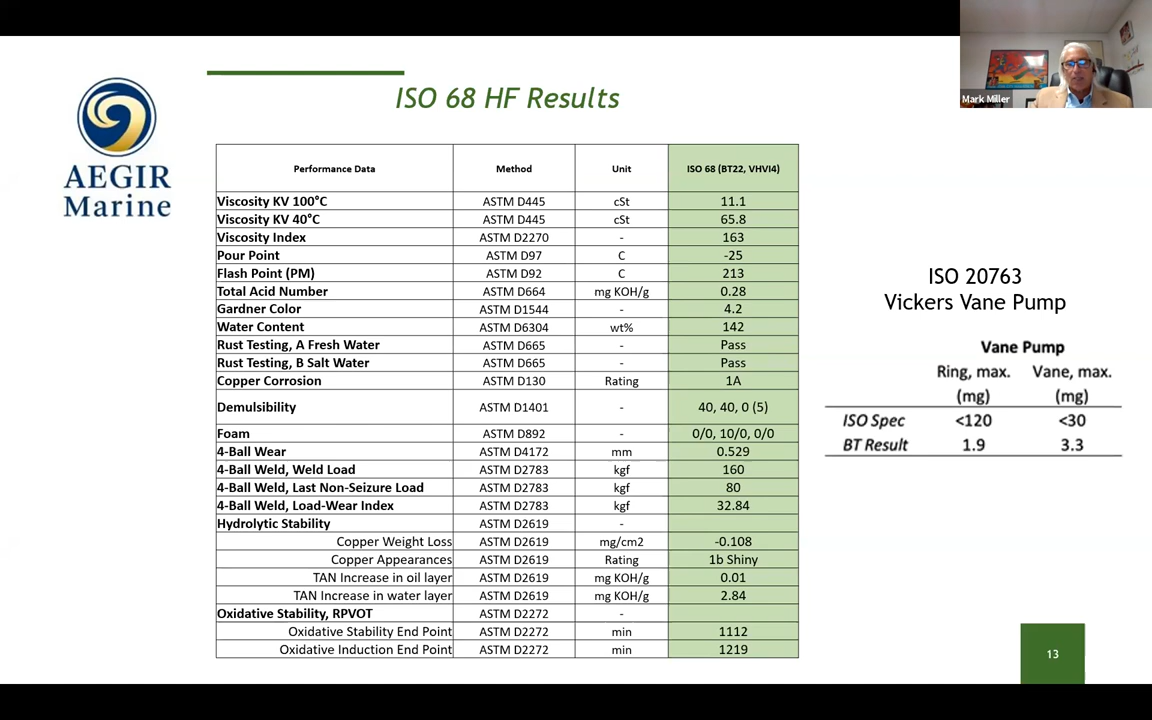 Mark Miller
ISO 68 HF Results
AEGIR
Marine
Performance Data Method Unit ISO 68 (BT22, VHVI4)
Viscosity KV 100°C ASTM D445 cSt 11.1
Viscosity KV 40°C ASTM D445 cSt 65.8
Viscosity Index ASTM D2270 - 163
Pour Point ASTM D97 C -25
Flash Point (PM) ASTM D92 C 213
Total Acid Number ASTM D664 mg KOH/g 0.28
Gardner Color ASTM D1544 - 4.2
Water Content ASTM D6304 wt% 142
Rust Testing, A Fresh Water ASTM D665 - Pass
Rust Testing, B Salt Water ASTM D665 - Pass
Copper Corrosion ASTM D130 Rating 1A
Demulsibility ASTM D1401 - 40, 40, 0 (5)
Foam ASTM D892 - 0/0, 10/0, 0/0
4-Ball Wear ASTM D4172 mm 0.529
4-Ball Weld, Weld Load ASTM D2783 kgf 160
4-Ball Weld, Last Non-Seizure Load ASTM D2783 kgf 80
4-Ball Weld, Load-Wear Index ASTM D2783 kgf 32.84
Hydrolytic Stability ASTM D2619 -
Copper Weight Loss ASTM D2619 mg/cm2 -0.108
Copper Appearances ASTM D2619 Rating 1b Shiny
TAN Increase in oil layer ASTM D2619 mg KOH/g 0.01
TAN Increase in water layer ASTM D2619 mg KOH/g 2.84
Oxidative Stability, RPVOT ASTM D2272 -
Oxidative Stability End Point ASTM D2272 min 1112
Oxidative Induction End Point ASTM D2272 min 1219
ISO 20763
Vickers Vane Pump
Vane Pump
Ring, max. Vane, max.
(mg) (mg)
ISO Spec <120 <30
BT Result 1.9 3.3
13